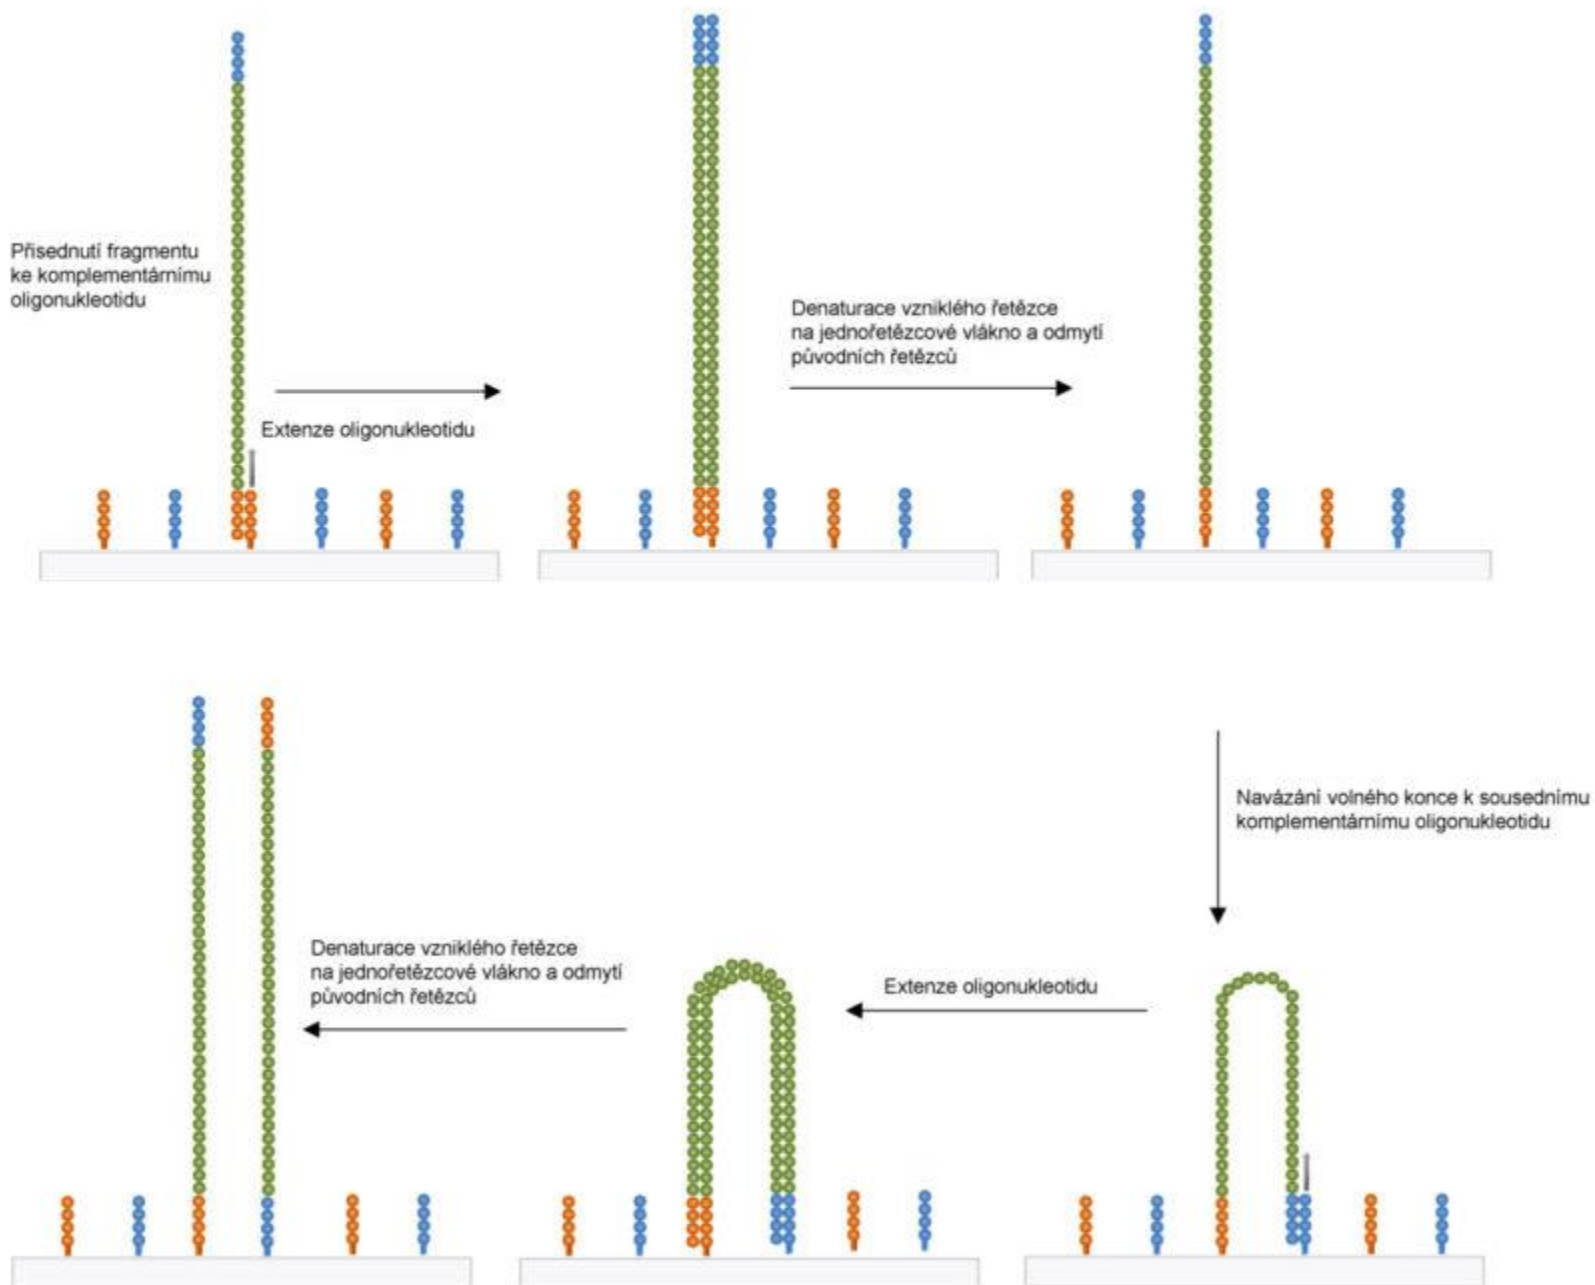 Přisednutí fragmentu
ke komplementárnímu
oligonukleotidu
Extenze oligonukleotidu
Denaturace vzniklého řetězce
na jednořetězcové vlákno a odmytí
původních řetězců
Navázání volného konce k sousednímu
komplementárnímu oligonukleotidu
Extenze oligonukleotidu
Denaturace vzniklého řetězce
na jednořetězcové vlákno a odmytí
původních řetězců